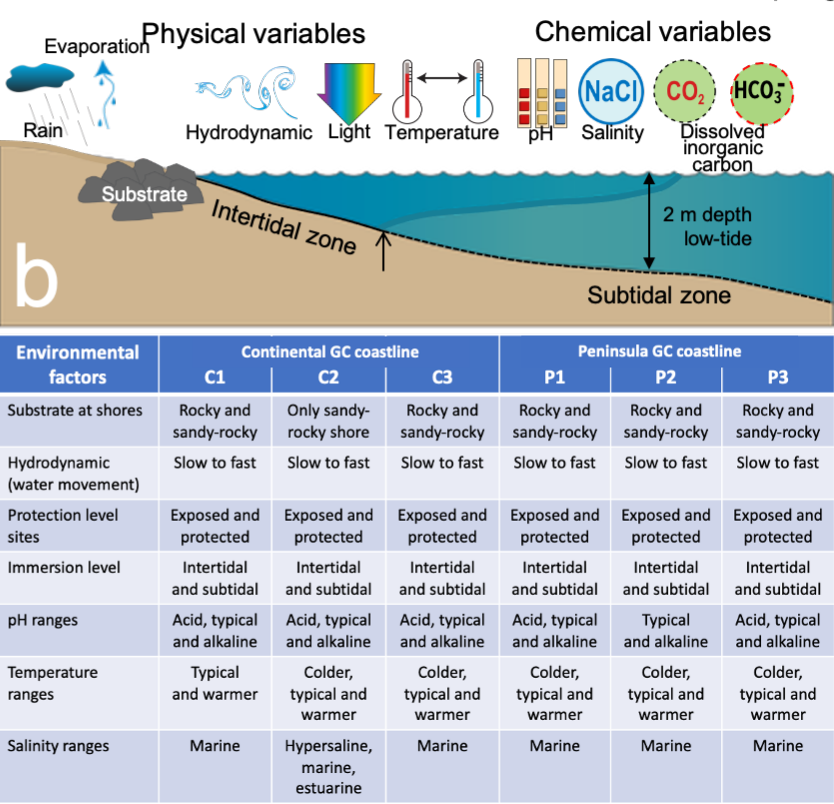 Physical variables
Chemical variables
Evaporation
Rain
Hydrodynamic
Light
Temperature
pH
NaCl
Salinity
CO₂
HCO₃⁻
Dissolved
inorganic
carbon
Substrate
Intertidal zone
2 m depth
low-tide
Subtidal zone
b
Environmental factors | Continental GC coastline | Peninsula GC coastline
C1 | C2 | C3 | P1 | P2 | P3
Substrate at shores | Rocky and sandy-rocky | Only sandy-rocky shore | Rocky and sandy-rocky | Rocky and sandy-rocky | Rocky and sandy-rocky | Rocky and sandy-rocky
Hydrodynamic (water movement) | Slow to fast | Slow to fast | Slow to fast | Slow to fast | Slow to fast | Slow to fast
Protection level sites | Exposed and protected | Exposed and protected | Exposed and protected | Exposed and protected | Exposed and protected | Exposed and protected
Immersion level | Intertidal and subtidal | Intertidal and subtidal | Intertidal and subtidal | Intertidal and subtidal | Intertidal and subtidal | Intertidal and subtidal
pH ranges | Acid, typical and alkaline | Acid, typical and alkaline | Acid, typical and alkaline | Acid, typical and alkaline | Typical and alkaline | Acid, typical and alkaline
Temperature ranges | Typical and warmer | Colder, typical and warmer | Colder, typical and warmer | Colder, typical and warmer | Colder, typical and warmer | Colder, typical and warmer
Salinity ranges | Marine | Hypersaline, marine, estuarine | Marine | Marine | Marine | Marine